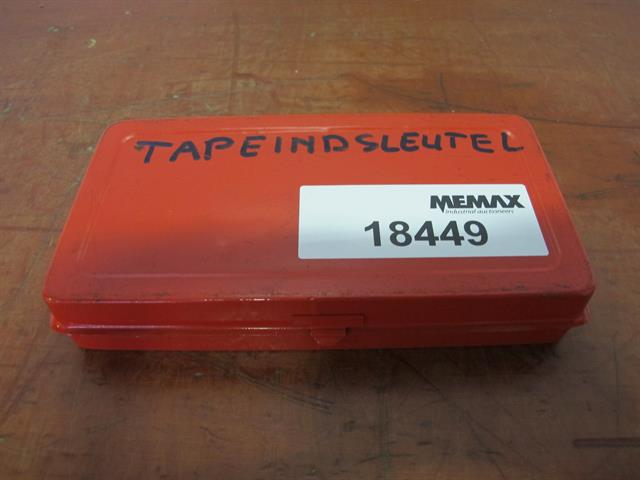 TAPEINDSLEUTEL
MEMAX
industrial auctioneers
18449